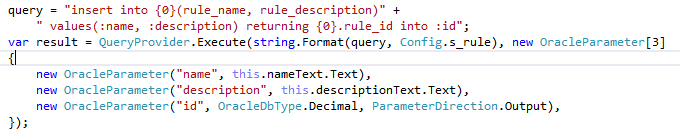 query = "insert into {0}(rule_name, rule_description)" +
" values(:name, :description) returning {0}.rule_id into :id";
var result = QueryProvider.Execute(string.Format(query, Config.s_rule), new OracleParameter[3]
{
new OracleParameter("name", this.nameText.Text),
new OracleParameter("description", this.descriptionText.Text),
new OracleParameter("id", OracleDbType.Decimal, ParameterDirection.Output),
});